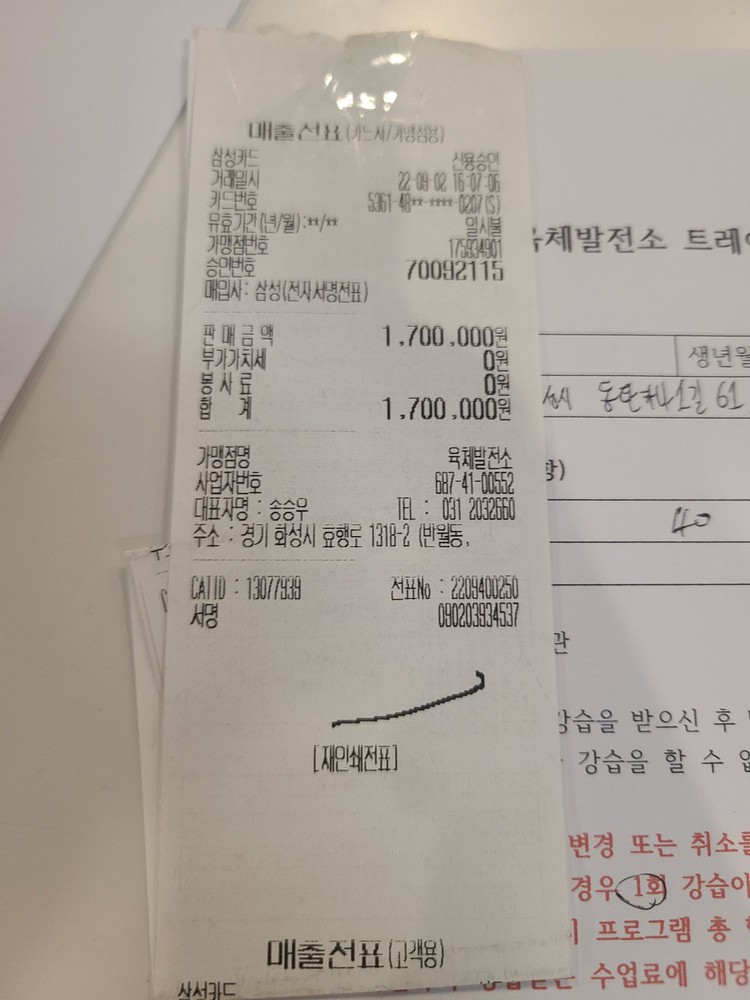 매출전표(카드사/가맹점용)
삼성카드 신용승인
거래일시 22-09-02 16:07:06
카드번호 5361-48**-****-0207(S)
유효기간(년/월):**/** 일시불
가맹점번호 175934901
승인번호 70092115
매입사: 삼성(전자서명전표)
판매금액 1,700,000원
부가가치세 0원
봉사료 0원
합 계 1,700,000원
가맹점명 육체발전소
사업자번호 687-41-00552
대표자명 : 송승우 TEL : 031 2032660
주소 : 경기 화성시 효행로 1318-2 (반월동,
CATID : 13077939 전표No : 2209400250
서명 090203934537
[재인쇄전표]
매출전표(고객용)
삼성카드
육체발전소 트레이
생년월
동탄 61
항)
40
관
강습을 받으신 후
강습을 할 수 없
변경 또는 취소를
경우 1회 강습이
프로그램 총
수업료에 해당